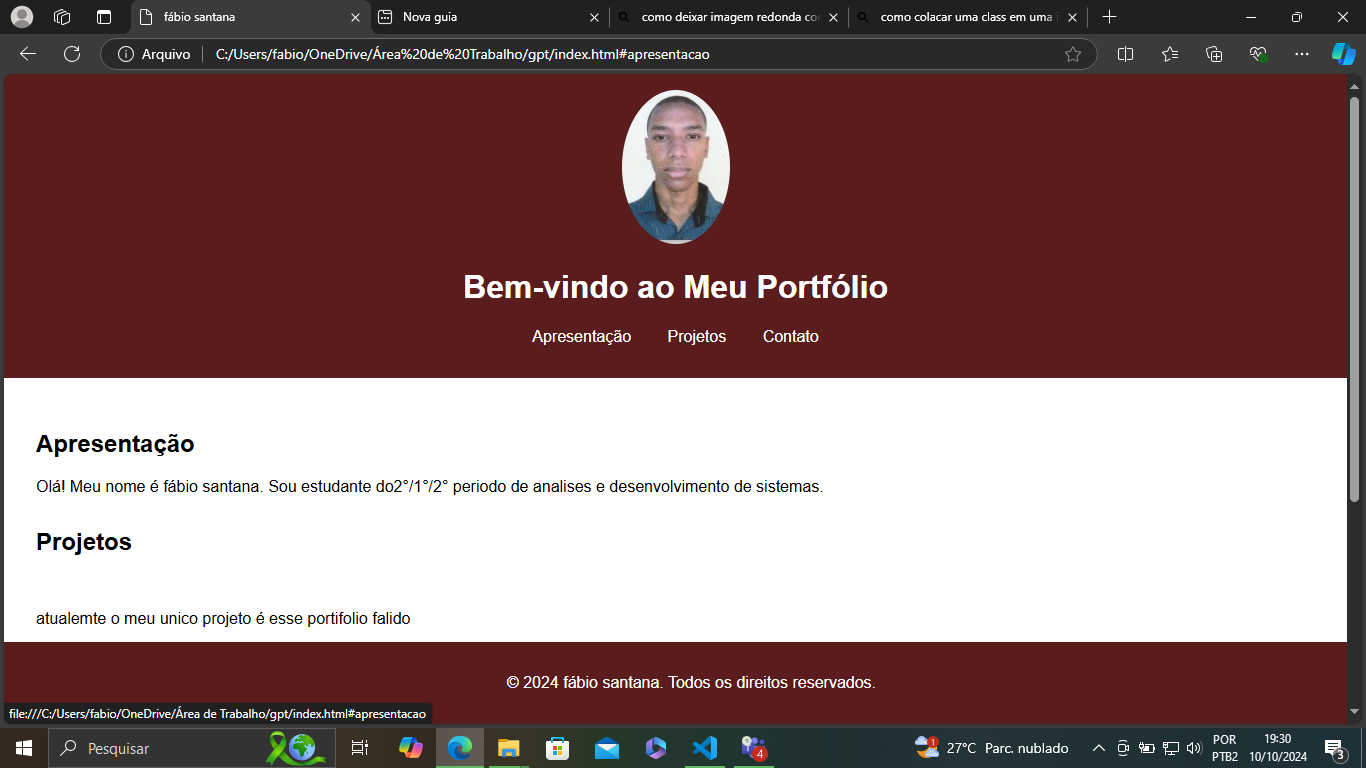 fábio santana
Nova guia
como deixar imagem redonda co
como colacar uma class em uma i
Arquivo
C:/Users/fabio/OneDrive/Área%20de%20Trabalho/gpt/index.html#apresentacao
Bem-vindo ao Meu Portfólio
Apresentação Projetos Contato
Apresentação
Olá! Meu nome é fábio santana. Sou estudante do2°/1°/2° periodo de analises e desenvolvimento de sistemas.
Projetos
atualemte o meu unico projeto é esse portifolio falido
© 2024 fábio santana. Todos os direitos reservados.
file:///C:/Users/fabio/OneDrive/Área de Trabalho/gpt/index.html#apresentacao
Pesquisar
1
4
27°C Parc. nublado
POR
PTB2
19:30
10/10/2024
3